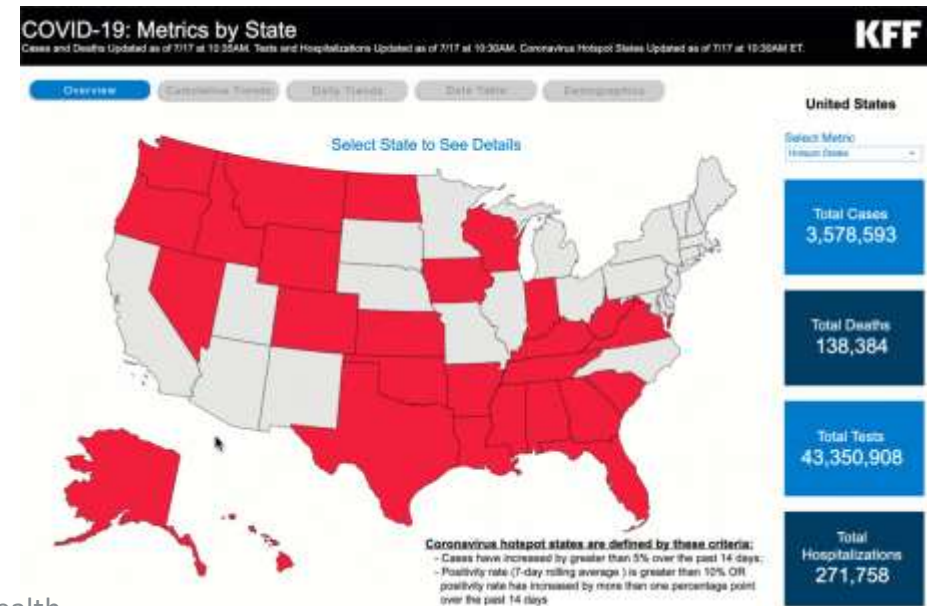 COVID-19: Metrics by State
Cases and Deaths Updated as of 7/17 at 10:35AM. Tests and Hospitalizations Updated as of 7/17 at 10:30AM. Coronavirus Hotspot States Updated as of 7/17 at 10:30AM ET.
KFF
Overview
Cumulative Trends
Daily Trends
Data Table
Demographics
United States
Select State to See Details
Select Metric
Hotspot States
Total Cases
3,578,593
Total Deaths
138,384
Total Tests
43,350,908
Total
Hospitalizations
271,758
Coronavirus hotspot states are defined by these criteria:
- Cases have increased by greater than 5% over the past 14 days;
- Positivity rate (7-day rolling average ) is greater than 10% OR
positivity rate has increased by more than one percentage point
over the past 14 days